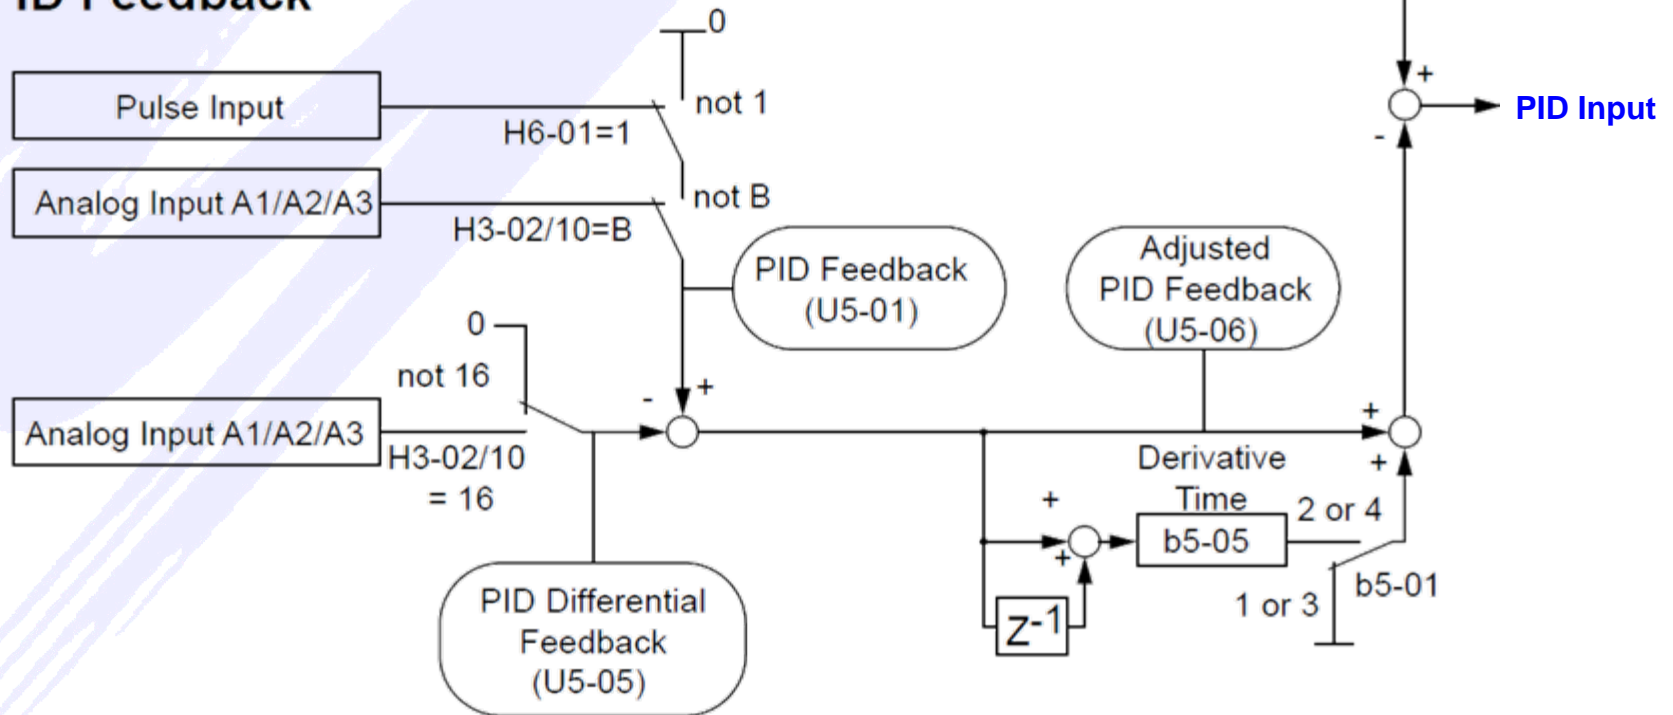 ID Feedback
0
Pulse Input
not 1
+
PID Input
H6-01=1
-
Analog Input A1/A2/A3
not B
H3-02/10=B
PID Feedback
(U5-01)
Adjusted
PID Feedback
(U5-06)
0
not 16
-
+
+
Analog Input A1/A2/A3
H3-02/10
= 16
Derivative
Time
+
+
2 or 4
b5-05
+
b5-01
1 or 3
Z-1
PID Differential
Feedback
(U5-05)